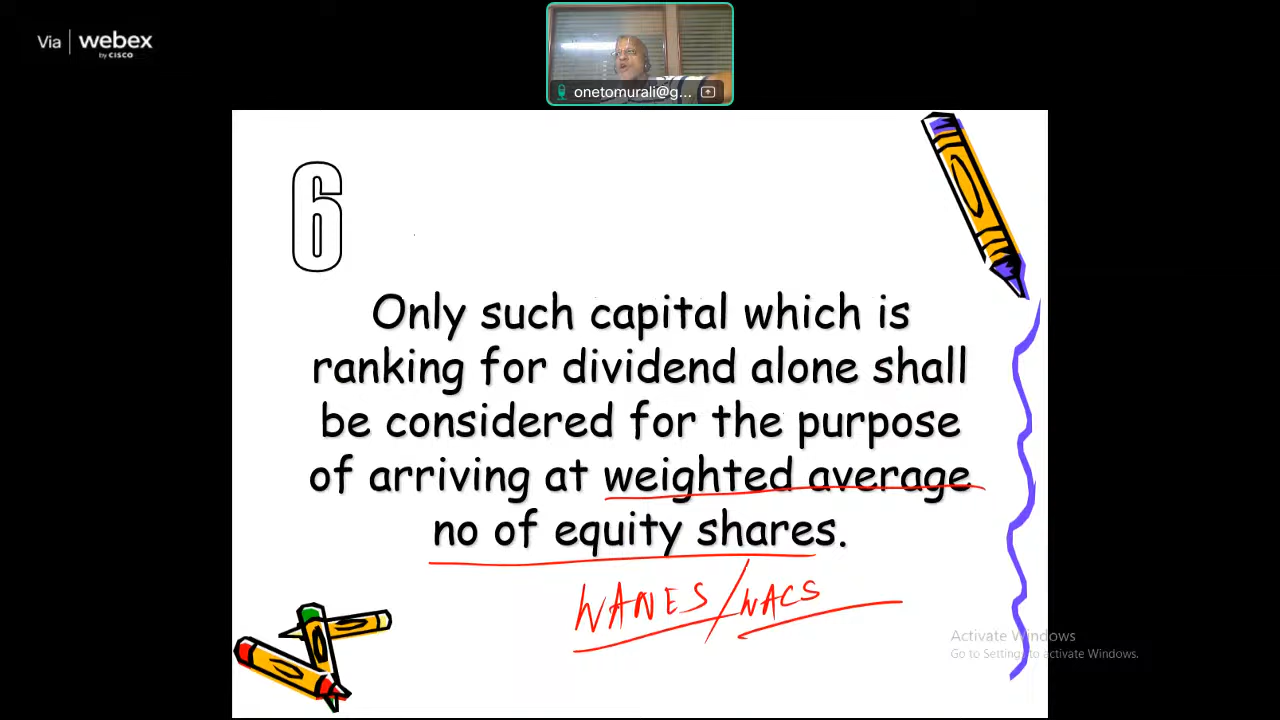 Via webex
by CISCO
onetomurali@g...
6
Only such capital which is
ranking for dividend alone shall
be considered for the purpose
of arriving at weighted average
no of equity shares.
WANES/WACS
Activate Windows
Go to Settings to activate Windows.